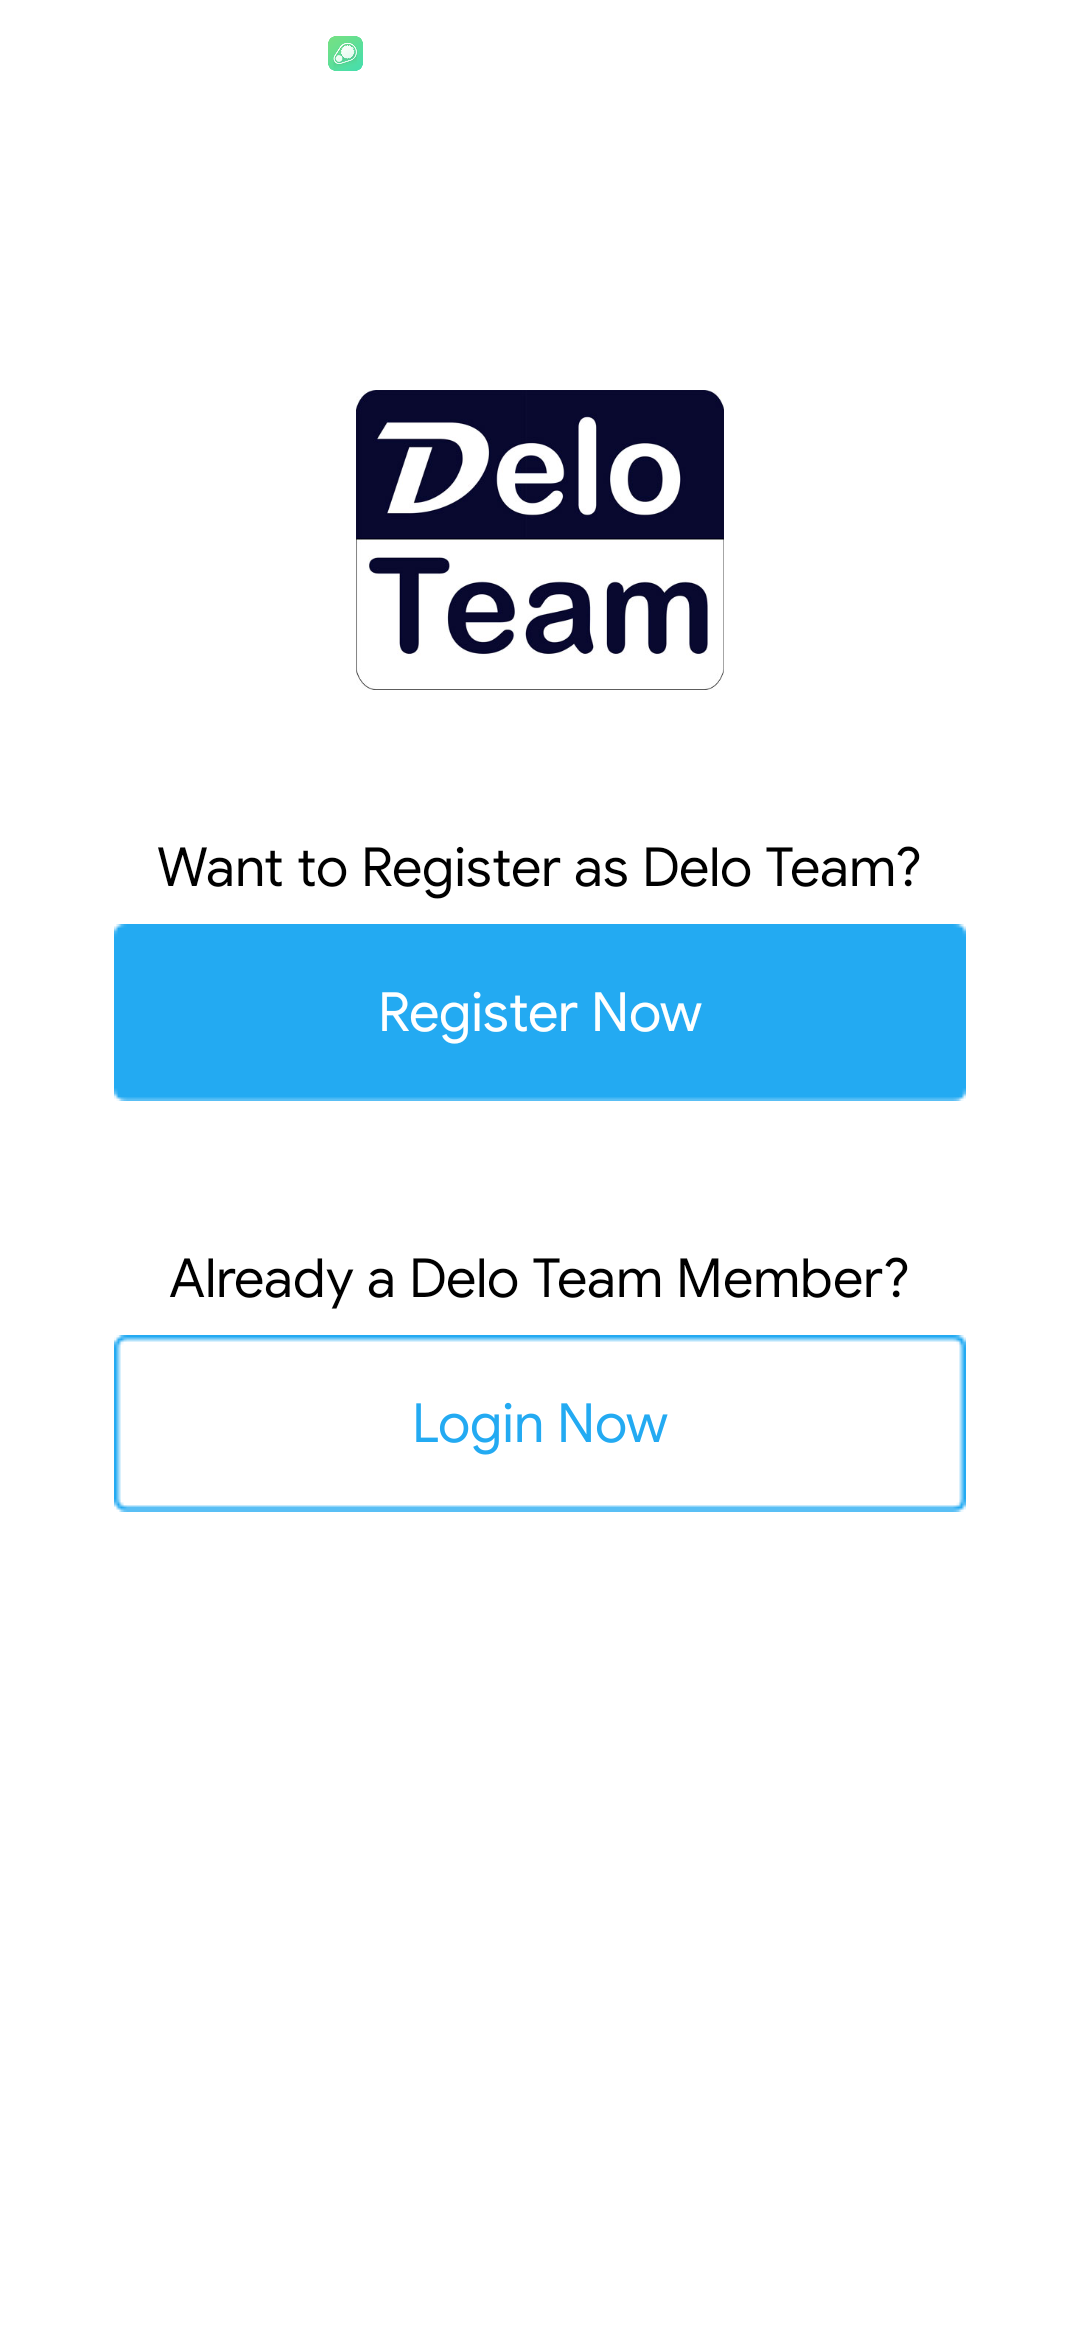 Delo
Team
Want to Register as Delo Team?
Register Now
Already a Delo Team Member?
Login Now